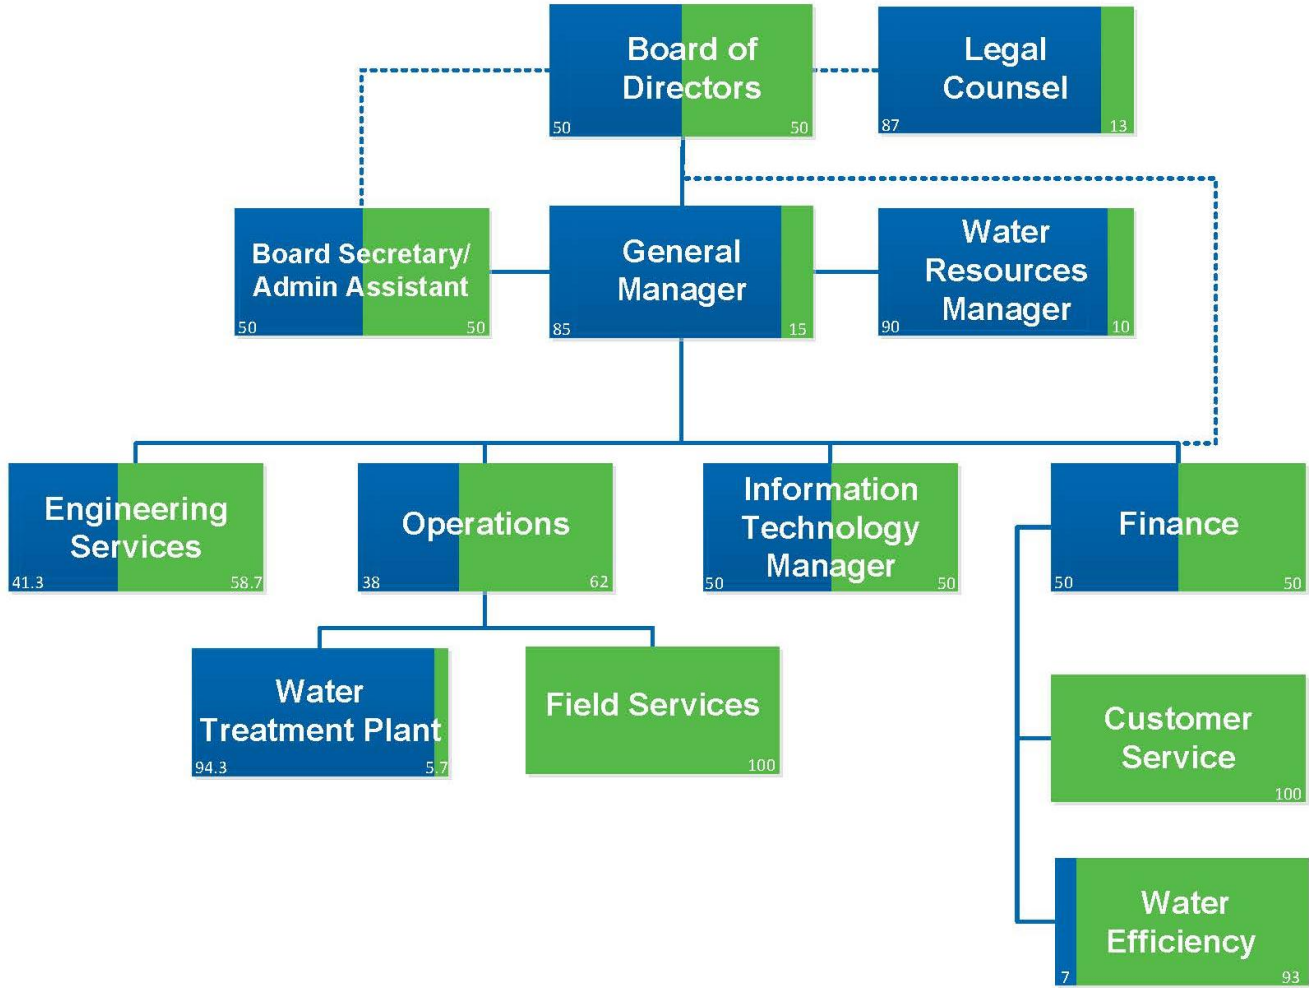 Board of
Directors
50
50
Legal
Counsel
87
13
Board Secretary/
Admin Assistant
50
50
General
Manager
85
15
Water
Resources
Manager
90
10
Engineering
Services
41.3
58.7
Operations
38
62
Information
Technology
Manager
50
50
Finance
50
50
Water
Treatment Plant
94.3
5.7
Field Services
100
Customer
Service
100
Water
Efficiency
7
93